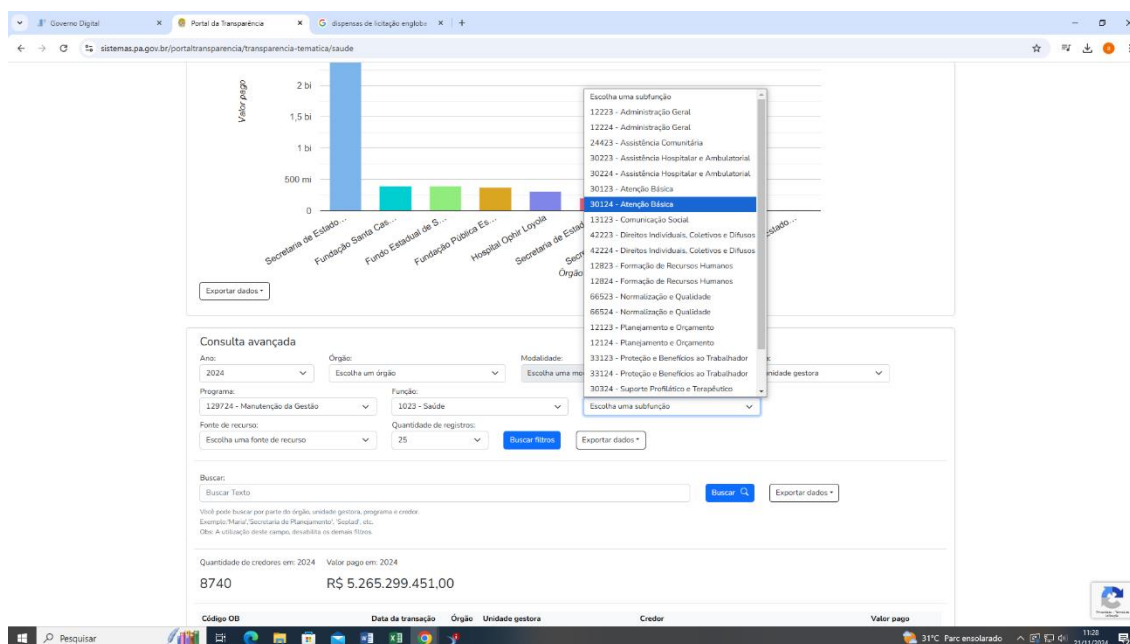 Governo Digital
Portal da Transparência
dispensas de licitação engloba
sistemas.pa.gov.br/portaltransparencia/transparencia-tematica/saude
Valor pago
2 bi
1,5 bi
1 bi
500 mi
0
Secretaria de Estado...
Fundação Santa Cas...
Fundo Estadual de S...
Fundação Pública Es...
Hospital Ophir Loyola
Secretaria de Estad
Órgão
Exportar dados
Escolha uma subfunção
12223 - Administração Geral
12224 - Administração Geral
24423 - Assistência Comunitária
30223 - Assistência Hospitalar e Ambulatorial
30224 - Assistência Hospitalar e Ambulatorial
30123 - Atenção Básica
30124 - Atenção Básica
13123 - Comunicação Social
42223 - Direitos Individuais, Coletivos e Difusos
42224 - Direitos Individuais, Coletivos e Difusos
12823 - Formação de Recursos Humanos
12824 - Formação de Recursos Humanos
66523 - Normalização e Qualidade
66524 - Normalização e Qualidade
12123 - Planejamento e Orçamento
12124 - Planejamento e Orçamento
33123 - Proteção e Benefícios ao Trabalhador
33124 - Proteção e Benefícios ao Trabalhador
30324 - Suporte Profilático e Terapêutico
Consulta avançada
Ano:
Órgão:
Modalidade:
2024
Escolha um órgão
Escolha uma mo
nidade gestora
Programa:
Função:
129724 - Manutenção da Gestão
1023 - Saúde
Escolha uma subfunção
Fonte de recurso:
Quantidade de registros:
Escolha uma fonte de recurso
25
Buscar filtros
Exportar dados
Buscar:
Buscar Texto
Buscar
Exportar dados
Você pode buscar por parte do órgão, unidade gestora, programa e credor.
Exemplo:'Maria','Secretaria de Planejamento', 'Seplad', etc.
Obs: A utilização deste campo, desabilita os demais filtros.
Quantidade de credores em: 2024
Valor pago em: 2024
8740
R$ 5.265.299.451,00
Código OB
Data da transação
Órgão
Unidade gestora
Credor
Valor pago
Pesquisar
31°C Parc ensolarado
11:28
21/11/2024